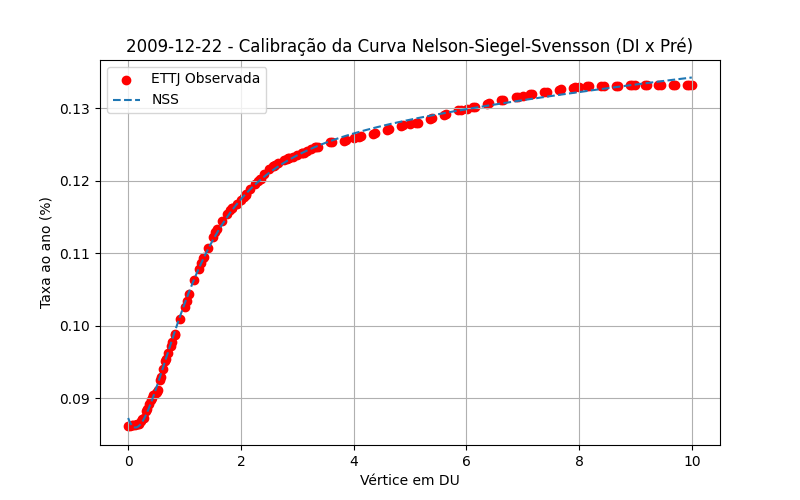 2009-12-22 - Calibração da Curva Nelson-Siegel-Svensson (DI x Pré)
ETTJ Observada
NSS
Taxa ao ano (%)
0.13
0.12
0.11
0.10
0.09
0 2 4 6 8 10
Vértice em DU